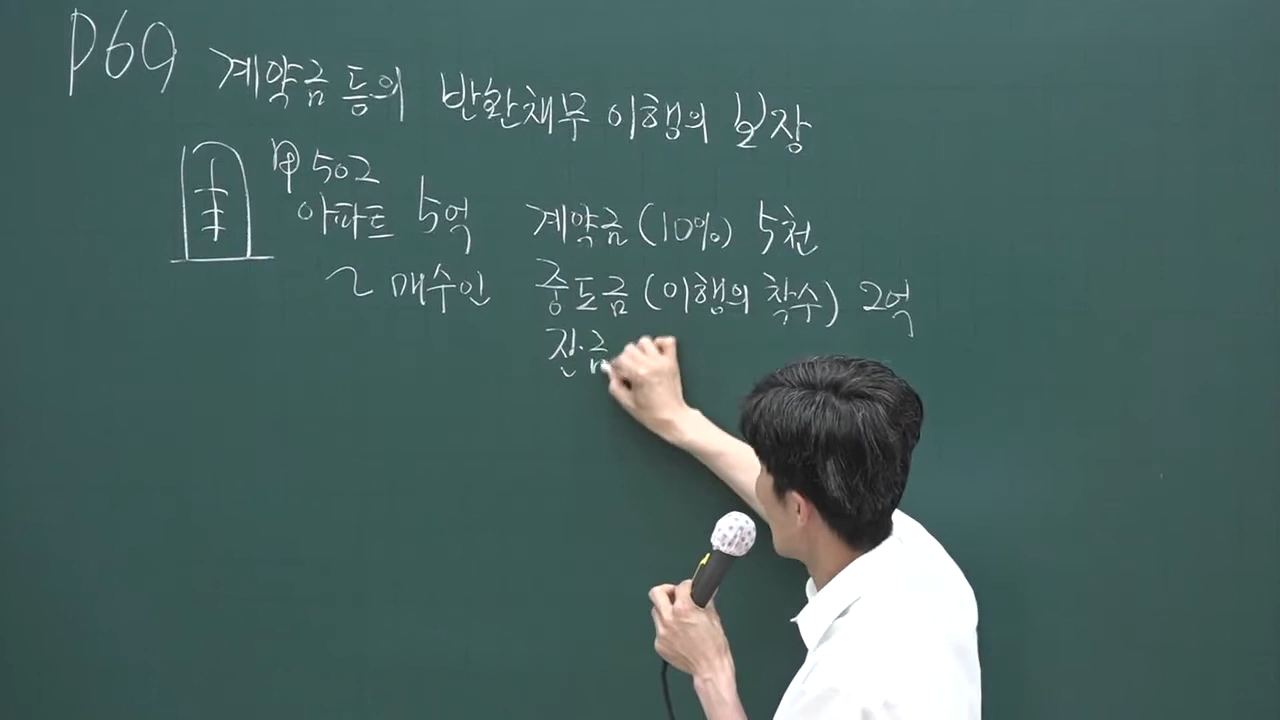 P69 계약금 등의 반환채무 이행의 보장
甲 502
아파트 5억 계약금 (10%) 5천
乙 매수인 중도금 (이행의 착수) 2억
잔금